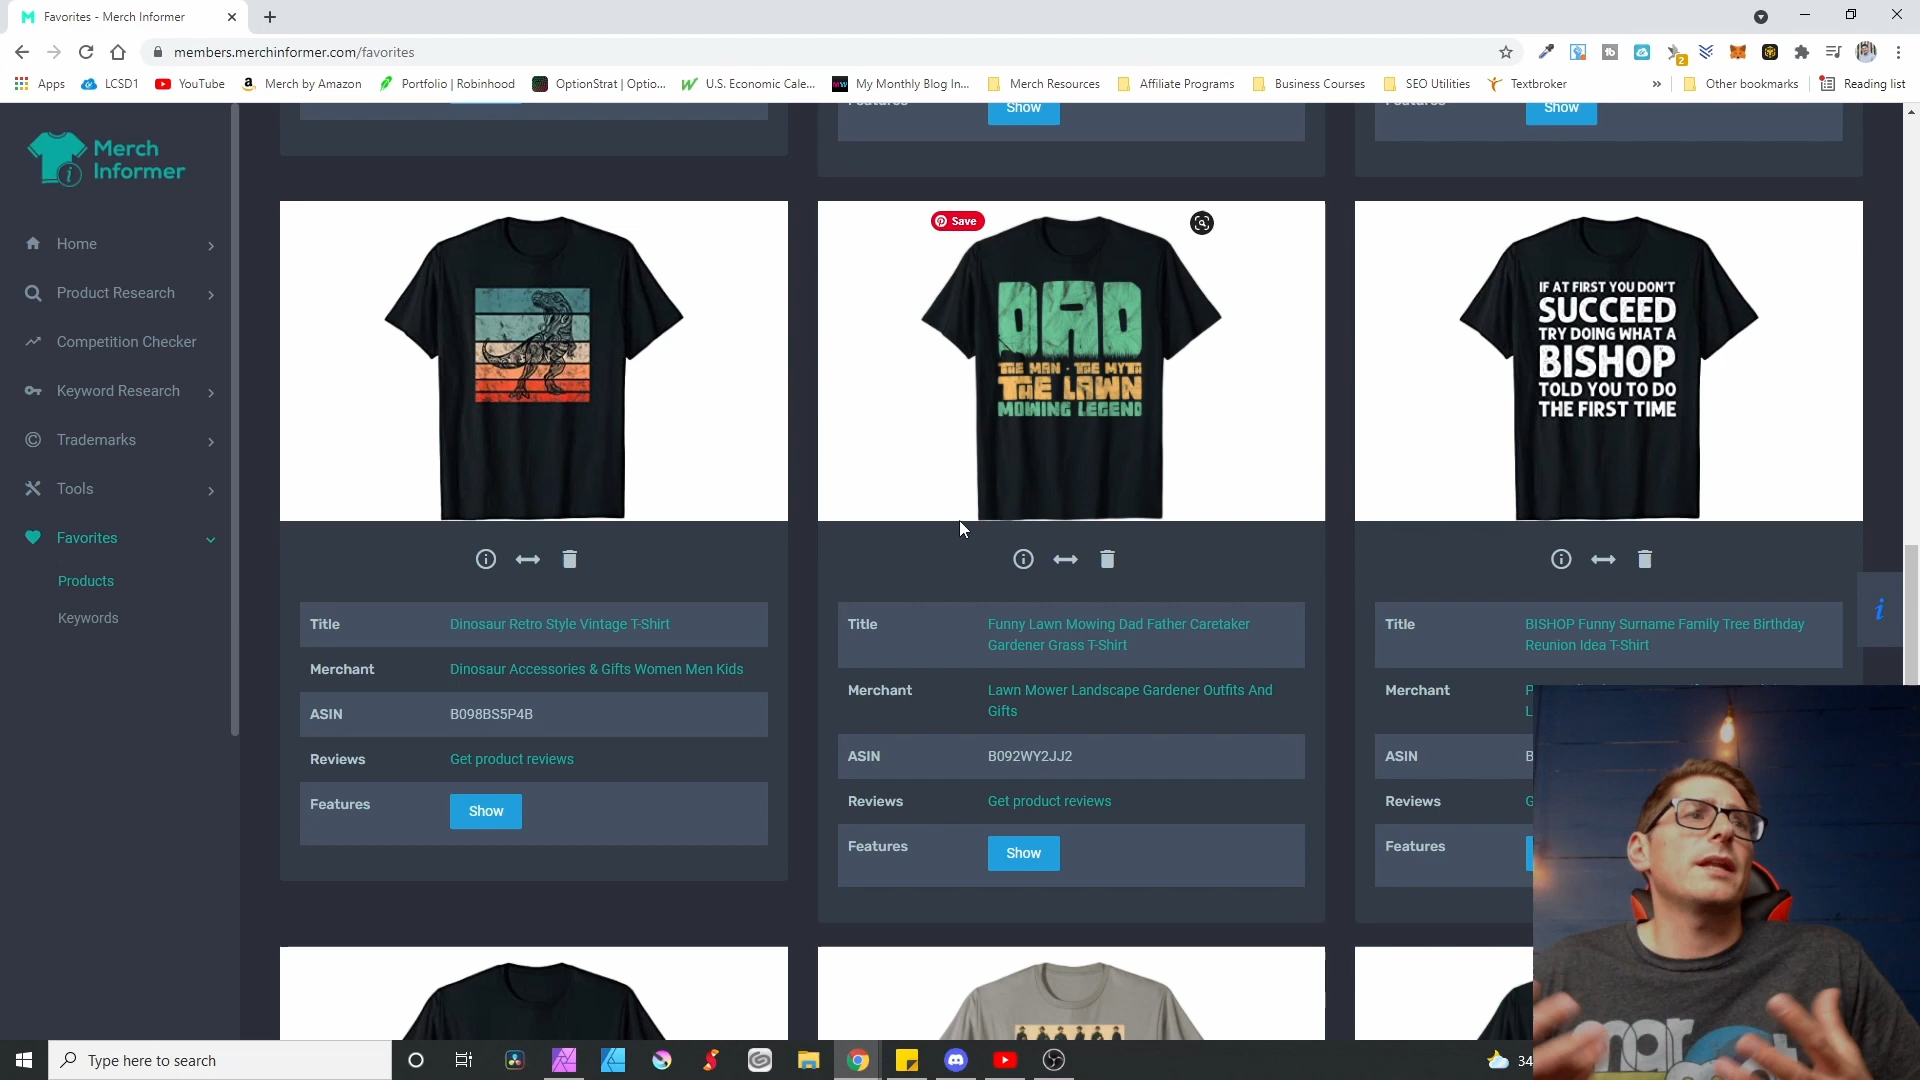 Favorites - Merch Informer
members.merchinformer.com/favorites
2
Apps
LCSD1
YouTube
Merch by Amazon
Portfolio | Robinhood
OptionStrat | Optio...
U.S. Economic Cale...
My Monthly Blog In...
Merch Resources
Affiliate Programs
Business Courses
SEO Utilities
Textbroker
»
Other bookmarks
Reading list
Merch
Informer
Home
Product Research
Competition Checker
Keyword Research
Trademarks
Tools
Favorites
Products
Keywords
Features
Show
Features
Show
Save
DAD
THE MAN · THE MYTH
THE LAWN
MOWING LEGEND
IF AT FIRST YOU DON'T
SUCCEED
TRY DOING WHAT A
BISHOP
TOLD YOU TO DO
THE FIRST TIME
Title
Dinosaur Retro Style Vintage T-Shirt
Merchant
Dinosaur Accessories & Gifts Women Men Kids
ASIN
B098BS5P4B
Reviews
Get product reviews
Features
Show
Title
Funny Lawn Mowing Dad Father Caretaker
Gardener Grass T-Shirt
Merchant
Lawn Mower Landscape Gardener Outfits And
Gifts
ASIN
B092WY2JJ2
Reviews
Get product reviews
Features
Show
Title
BISHOP Funny Surname Family Tree Birthday
Reunion Idea T-Shirt
Merchant
ASIN
Reviews
Features
Type here to search
34